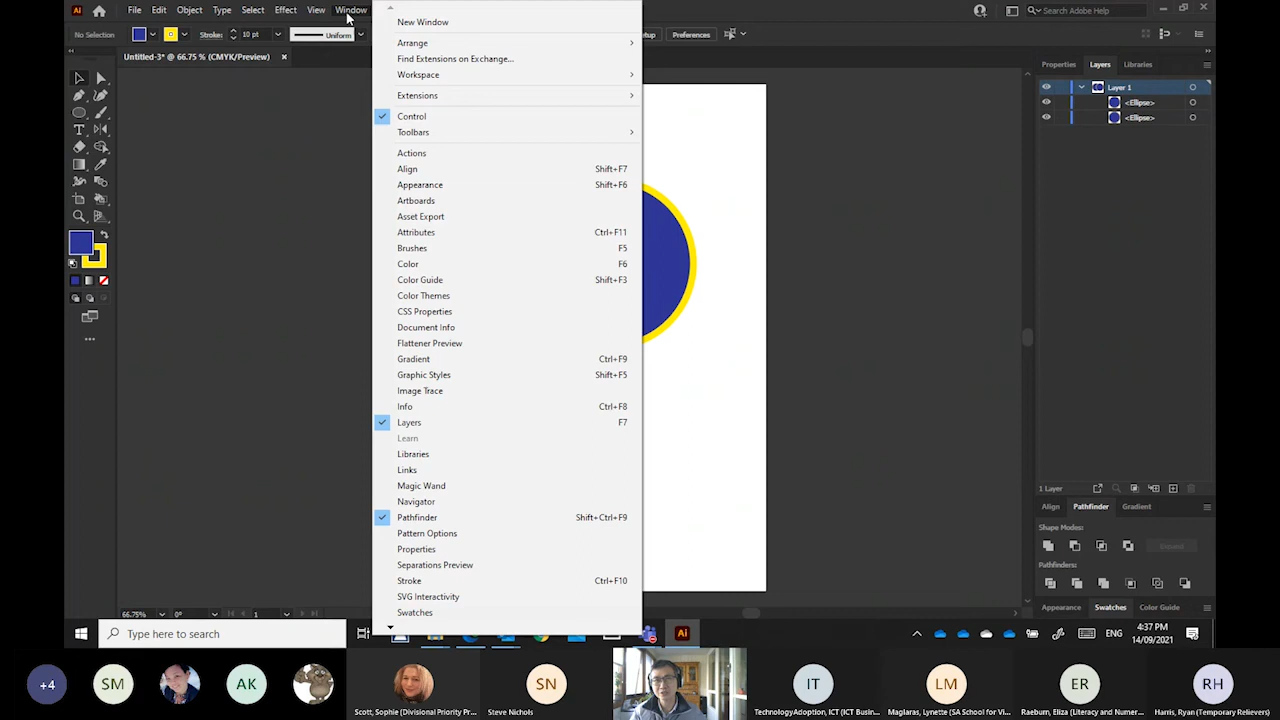 Ai File Edit Object Type Select Effect View Window
Search Adobe Stock
No Selection Stroke: 10 pt Uniform Preferences
Untitled-3* @ 66.75 % (CMYK/Preview) ×
New Window
Arrange
Find Extensions on Exchange...
Workspace
Extensions
Control
Toolbars
Actions
Align Shift+F7
Appearance Shift+F6
Artboards
Asset Export
Attributes Ctrl+F11
Brushes F5
Color F6
Color Guide Shift+F3
Color Themes
CSS Properties
Document Info
Flattener Preview
Gradient Ctrl+F9
Graphic Styles Shift+F5
Image Trace
Info Ctrl+F8
Layers F7
Learn
Libraries
Links
Magic Wand
Navigator
Pathfinder Shift+Ctrl+F9
Pattern Options
Properties
Separations Preview
Stroke Ctrl+F10
SVG Interactivity
Swatches
Properties Layers Libraries
Layer 1
<Ellipse>
<Ellipse>
1 Layer
Align Pathfinder Gradient
Shape Modes:
Expand
Pathfinders:
Appearance Swatches Color Guide
66.75% 0° 1
Type here to search
Ai
ENG
4:37 PM
14/09/2021
+4 SM AK SN IT LM ER RH
Scott, Sophie (Divisional Priority Pr...
Steve Nichols
TechnologyAdoption, ICT (ICT Busin...
Maglaras, Lynette (SA School for Vi...
Raeburn, Eliza (Literacy and Numer...
Harris, Ryan (Temporary Relievers)